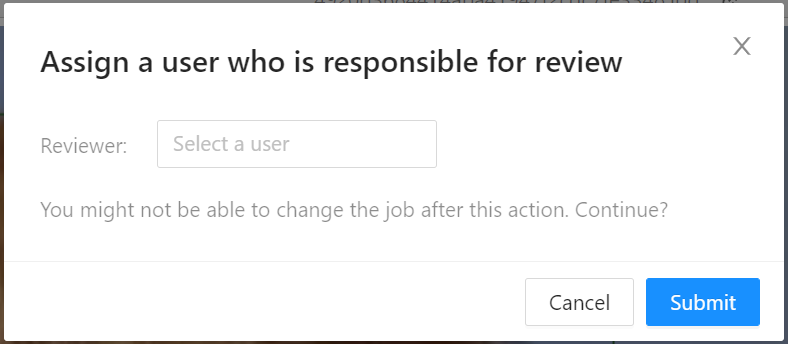 Assign a user who is responsible for review
Reviewer:
Select a user
You might not be able to change the job after this action. Continue?
Cancel
Submit